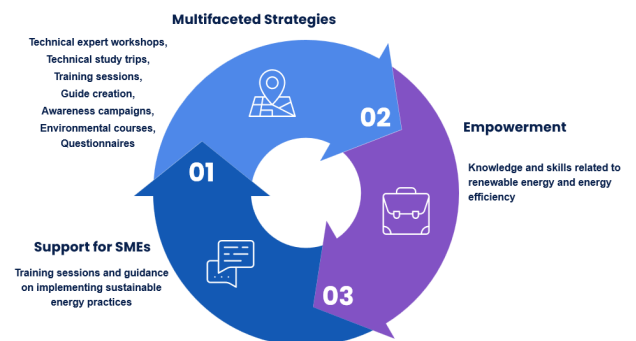 Multifaceted Strategies
Technical expert workshops,
Technical study trips,
Training sessions,
Guide creation,
Awareness campaigns,
Environmental courses,
Questionnaires
02
Empowerment
Knowledge and skills related to
renewable energy and energy
efficiency
01
Support for SMEs
Training sessions and guidance
on implementing sustainable
energy practices
03